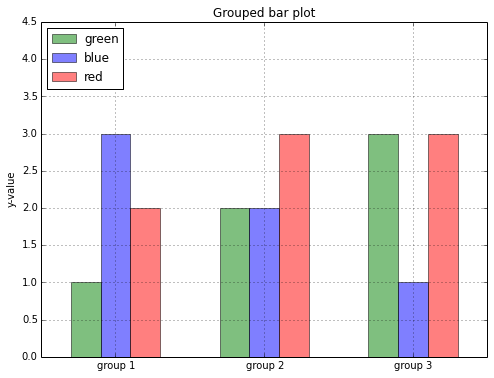 Grouped bar plot
4.5
4.0
3.5
3.0
2.5
2.0
1.5
1.0
0.5
0.0
y-value
green
blue
red
group 1
group 2
group 3